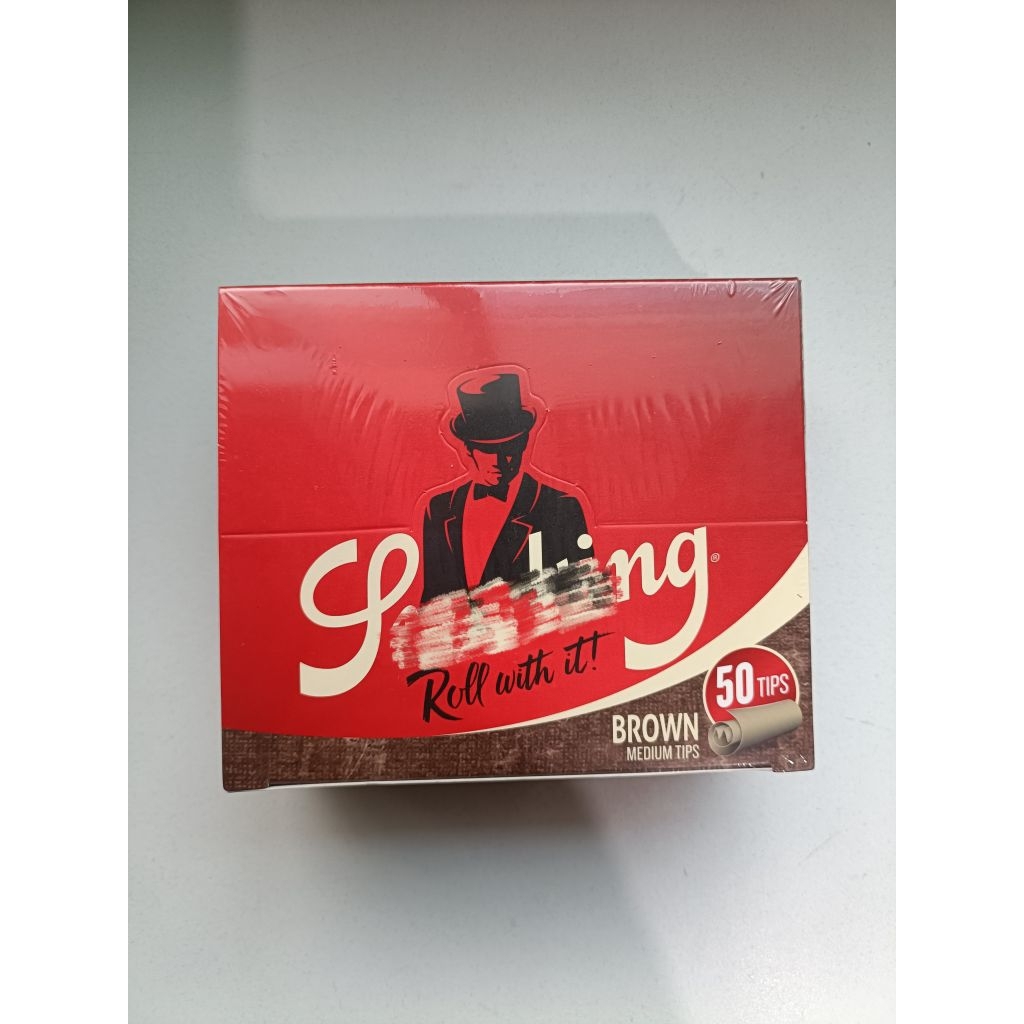 Roll with it!
50 TIPS
BROWN
MEDIUM TIPS